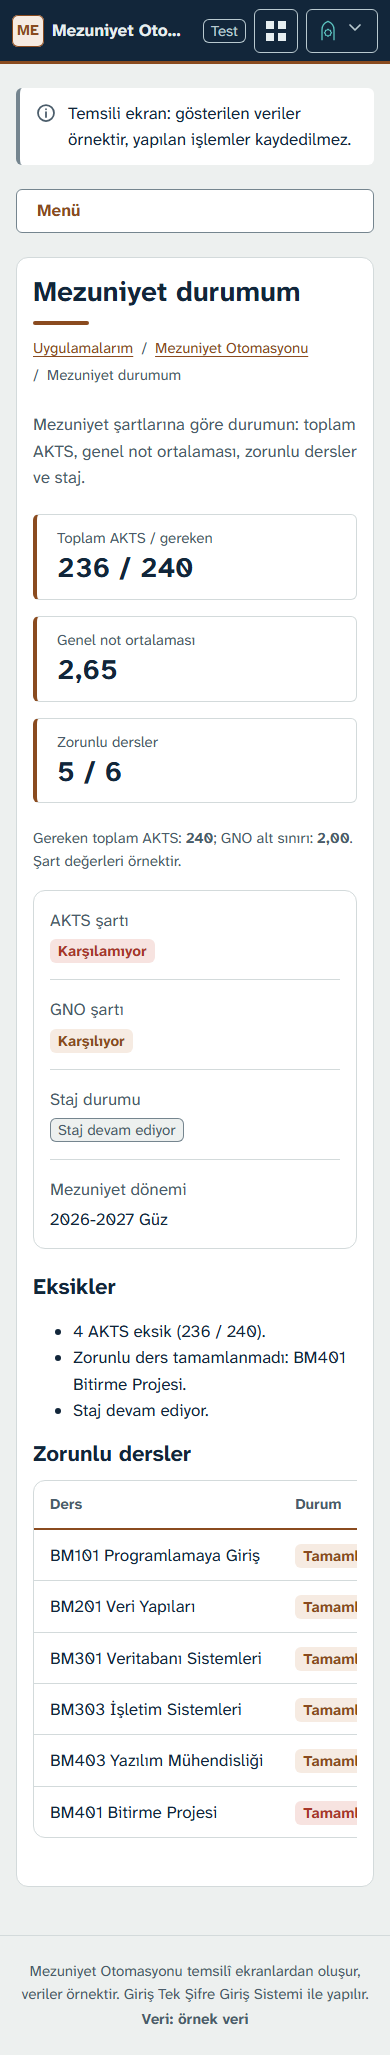 ME Mezuniyet Oto... Test
Temsili ekran: gösterilen veriler
örnektir, yapılan işlemler kaydedilmez.
Menü
Mezuniyet durumum
Uygulamalarım / Mezuniyet Otomasyonu
/ Mezuniyet durumum
Mezuniyet şartlarına göre durumun: toplam
AKTS, genel not ortalaması, zorunlu dersler
ve staj.
Toplam AKTS / gereken
236 / 240
Genel not ortalaması
2,65
Zorunlu dersler
5 / 6
Gereken toplam AKTS: 240; GNO alt sınırı: 2,00.
Şart değerleri örnektir.
AKTS şartı
Karşılamıyor
GNO şartı
Karşılıyor
Staj durumu
Staj devam ediyor
Mezuniyet dönemi
2026-2027 Güz
Eksikler
4 AKTS eksik (236 / 240).
Zorunlu ders tamamlanmadı: BM401
Bitirme Projesi.
Staj devam ediyor.
Zorunlu dersler
Ders Durum
BM101 Programlamaya Giriş
BM201 Veri Yapıları
BM301 Veritabanı Sistemleri
BM303 İşletim Sistemleri
BM403 Yazılım Mühendisliği
BM401 Bitirme Projesi
Mezuniyet Otomasyonu temsilî ekranlardan oluşur,
veriler örnektir. Giriş Tek Şifre Giriş Sistemi ile yapılır.
Veri: örnek veri